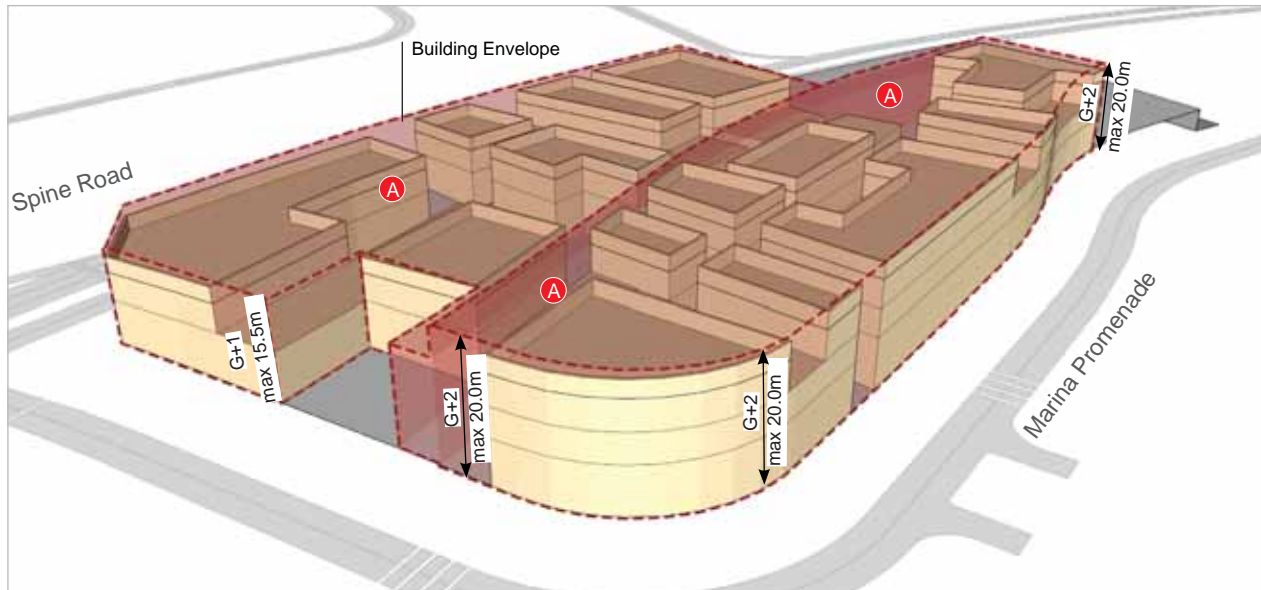 Building Envelope
A
G+2
max 20.0m
A
Spine Road
A
G+1
max 15.5m
G+2
max 20.0m
G+2
max 20.0m
Marina Promenade